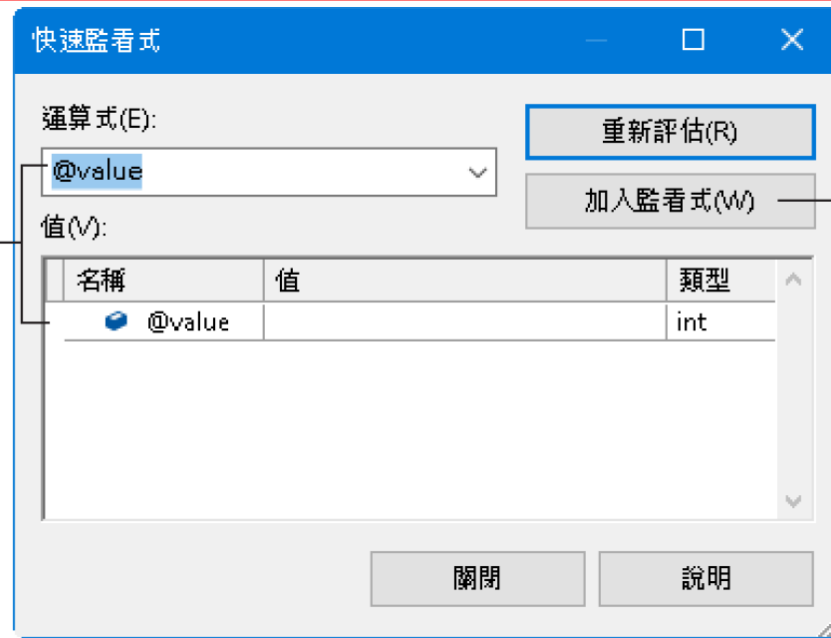 快速監看式
運算式(E):
重新評估(R)
@value
加入監看式(W)
值(V):
名稱 值 類型
@value int
關閉 說明